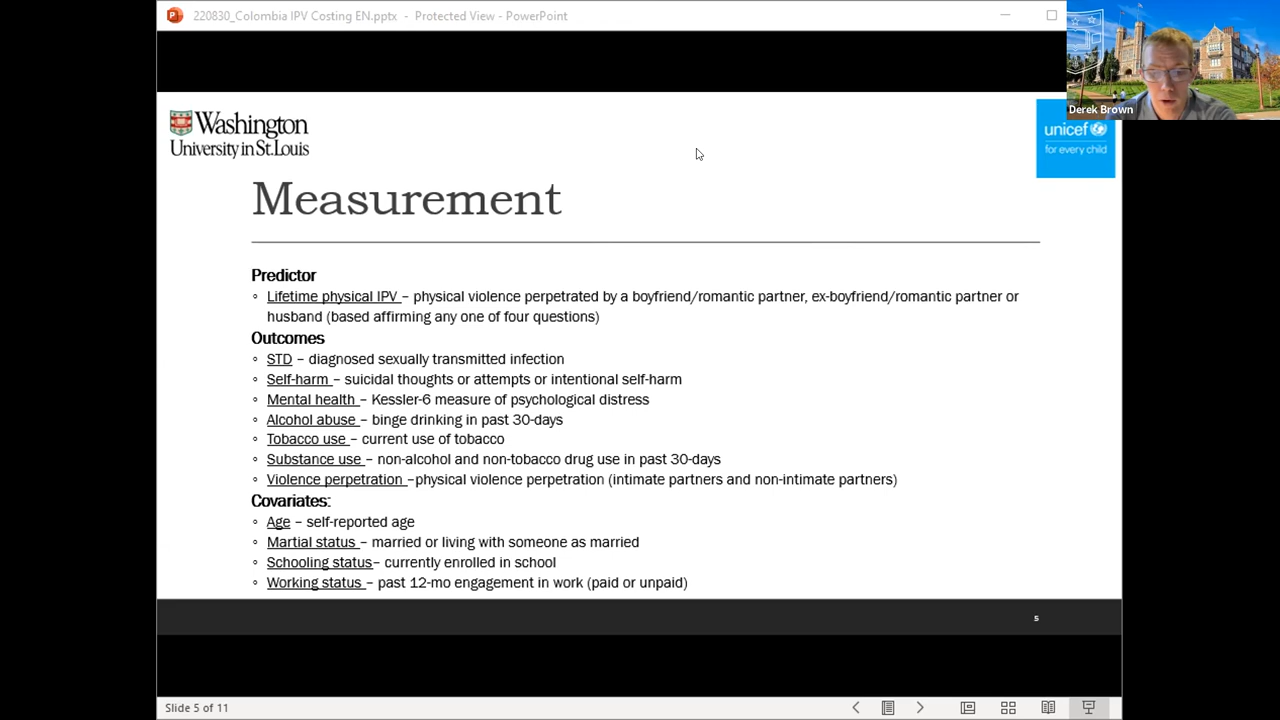 220830_Colombia IPV Costing EN.pptx - Protected View - PowerPoint
Derek Brown
Washington
University in St. Louis
unicef
for every child
Measurement
Predictor
◦ Lifetime physical IPV – physical violence perpetrated by a boyfriend/romantic partner, ex-boyfriend/romantic partner or
husband (based affirming any one of four questions)
Outcomes
◦ STD – diagnosed sexually transmitted infection
◦ Self-harm – suicidal thoughts or attempts or intentional self-harm
◦ Mental health – Kessler-6 measure of psychological distress
◦ Alcohol abuse – binge drinking in past 30-days
◦ Tobacco use – current use of tobacco
◦ Substance use – non-alcohol and non-tobacco drug use in past 30-days
◦ Violence perpetration –physical violence perpetration (intimate partners and non-intimate partners)
Covariates:
◦ Age – self-reported age
◦ Martial status – married or living with someone as married
◦ Schooling status– currently enrolled in school
◦ Working status – past 12-mo engagement in work (paid or unpaid)
5
Slide 5 of 11